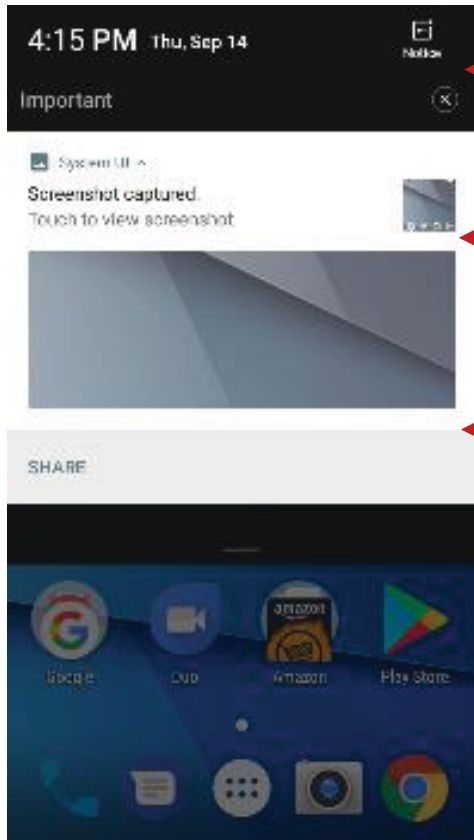 4:15 PM Thu, Sep 14
Notice
Important
System UI
Screenshot captured.
Touch to view screenshot
SHARE
amazon
Google Duo Amazon Play Store